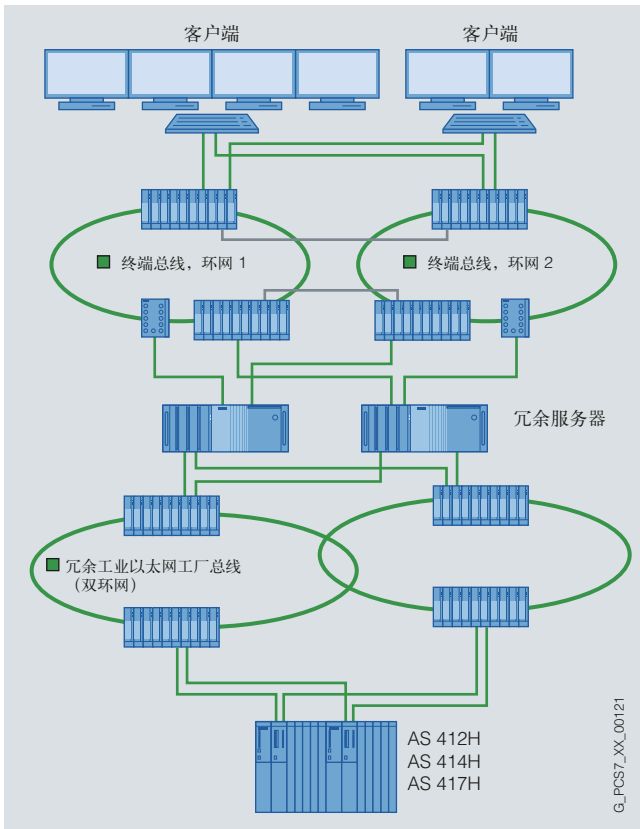 客户端
客户端
终端总线，环网 1
终端总线，环网 2
冗余服务器
冗余工业以太网工厂总线
（双环网）
AS 412H
AS 414H
AS 417H
G_PCS7_XX_00121